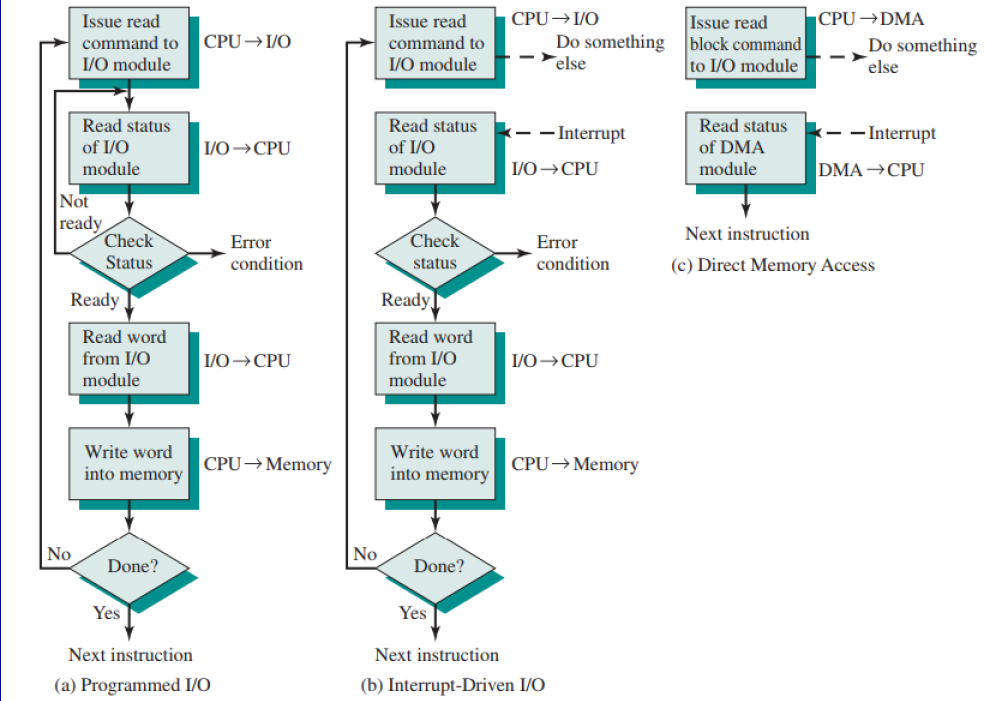 Issue read
command to
I/O module
CPU→I/O
Read status
of I/O
module
I/O→CPU
Not
ready
Check
Status
Error
condition
Ready
Read word
from I/O
module
I/O→CPU
Write word
into memory
CPU→Memory
No
Done?
Yes
Next instruction
(a) Programmed I/O
Issue read
command to
I/O module
CPU→I/O
Do something
else
Read status
of I/O
module
Interrupt
I/O→CPU
Check
status
Error
condition
Ready
Read word
from I/O
module
I/O→CPU
Write word
into memory
CPU→Memory
No
Done?
Yes
Next instruction
(b) Interrupt-Driven I/O
Issue read
block command
to I/O module
CPU→DMA
Do something
else
Read status
of DMA
module
Interrupt
DMA→CPU
Next instruction
(c) Direct Memory Access